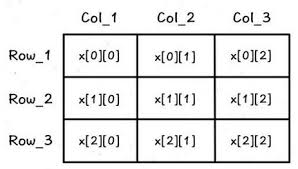 Col_1 Col_2 Col_3
Row_1 x[0][0] x[0][1] x[0][2]
Row_2 x[1][0] x[1][1] x[1][2]
Row_3 x[2][0] x[2][1] x[2][2]